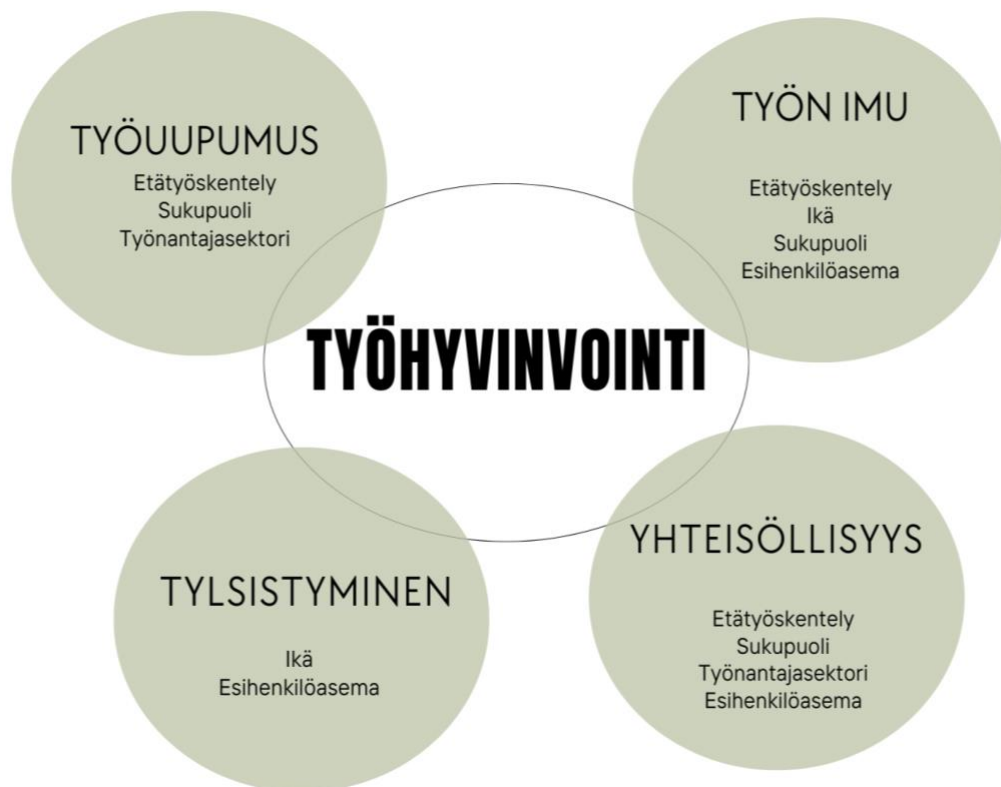 TYÖUUPUMUS
Etätyöskentely
Sukupuoli
Työnantajasektori
TYÖN IMU
Etätyöskentely
Ikä
Sukupuoli
Esihenkilöasema
TYÖHYVINVOINTI
TYLSISTYMINEN
Ikä
Esihenkilöasema
YHTEISÖLLISYYS
Etätyöskentely
Sukupuoli
Työnantajasektori
Esihenkilöasema